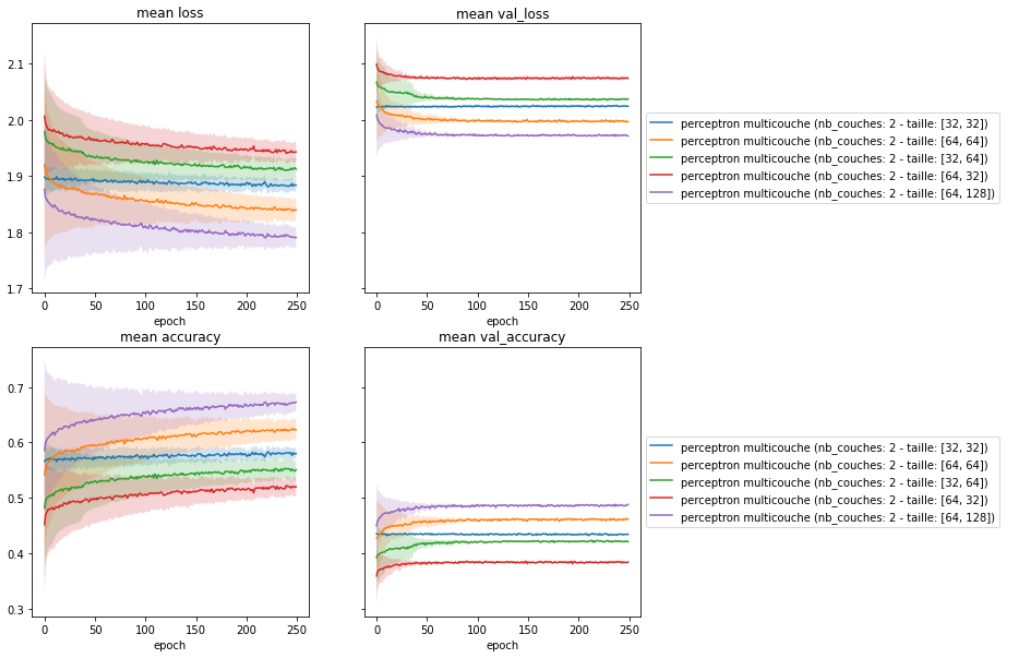 mean loss
2.1
2.0
1.9
1.8
1.7
0 50 100 150 200 250
epoch
mean val_loss
0 50 100 150 200 250
epoch
perceptron multicouche (nb_couches: 2 - taille: [32, 32])
perceptron multicouche (nb_couches: 2 - taille: [64, 64])
perceptron multicouche (nb_couches: 2 - taille: [32, 64])
perceptron multicouche (nb_couches: 2 - taille: [64, 32])
perceptron multicouche (nb_couches: 2 - taille: [64, 128])
mean accuracy
0.7
0.6
0.5
0.4
0.3
0 50 100 150 200 250
epoch
mean val_accuracy
0 50 100 150 200 250
epoch
perceptron multicouche (nb_couches: 2 - taille: [32, 32])
perceptron multicouche (nb_couches: 2 - taille: [64, 64])
perceptron multicouche (nb_couches: 2 - taille: [32, 64])
perceptron multicouche (nb_couches: 2 - taille: [64, 32])
perceptron multicouche (nb_couches: 2 - taille: [64, 128])